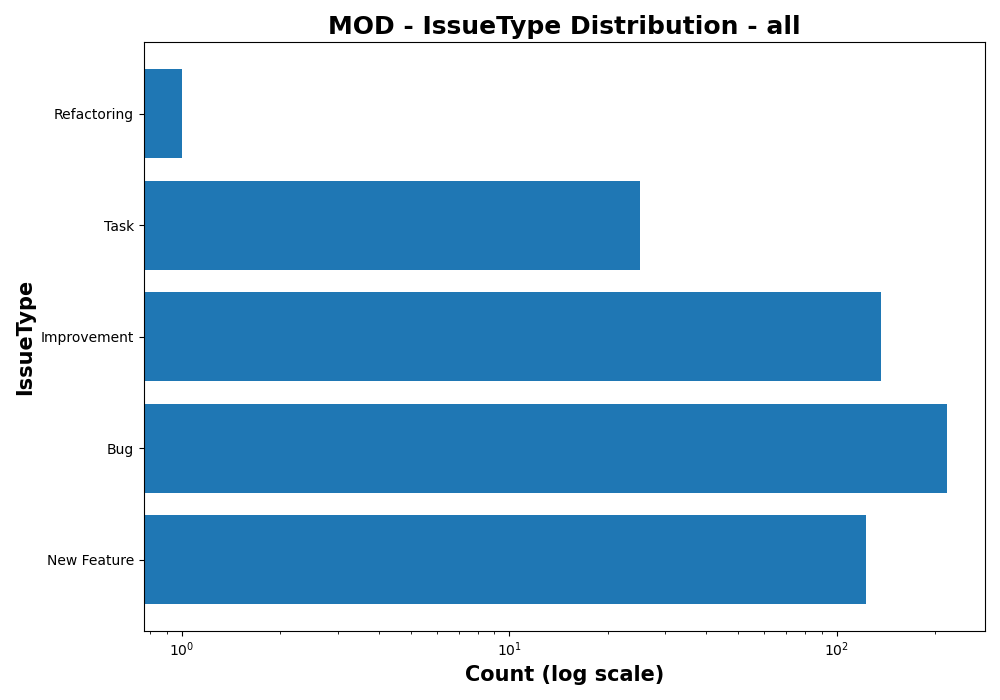 MOD - IssueType Distribution - all
IssueType
Refactoring
Task
Improvement
Bug
New Feature
10⁰
10¹
10²
Count (log scale)